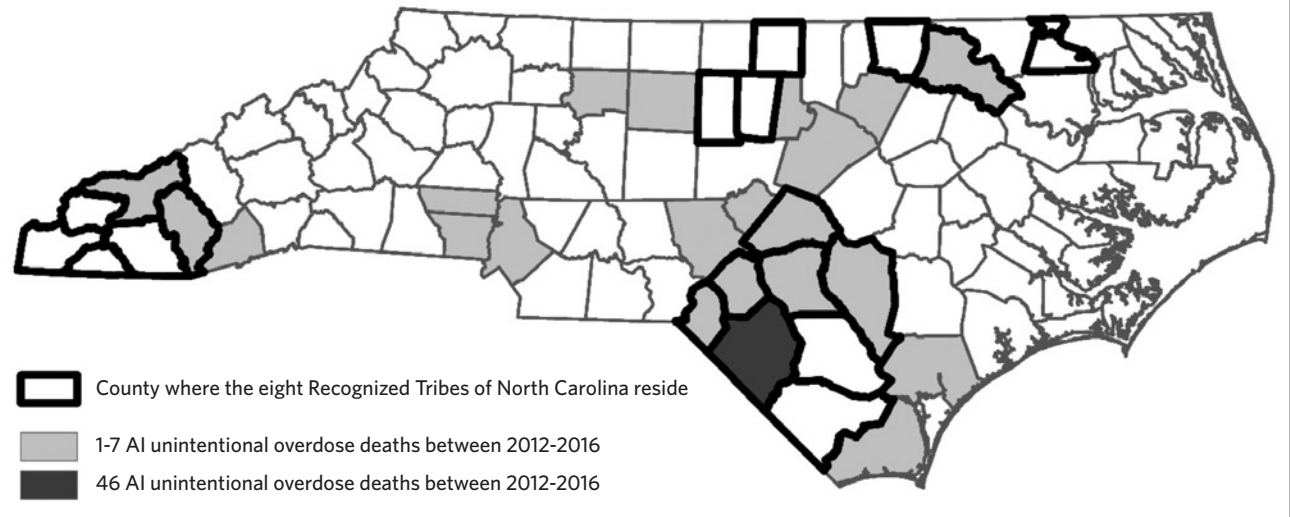 County where the eight Recognized Tribes of North Carolina reside
1-7 AI unintentional overdose deaths between 2012-2016
46 AI unintentional overdose deaths between 2012-2016